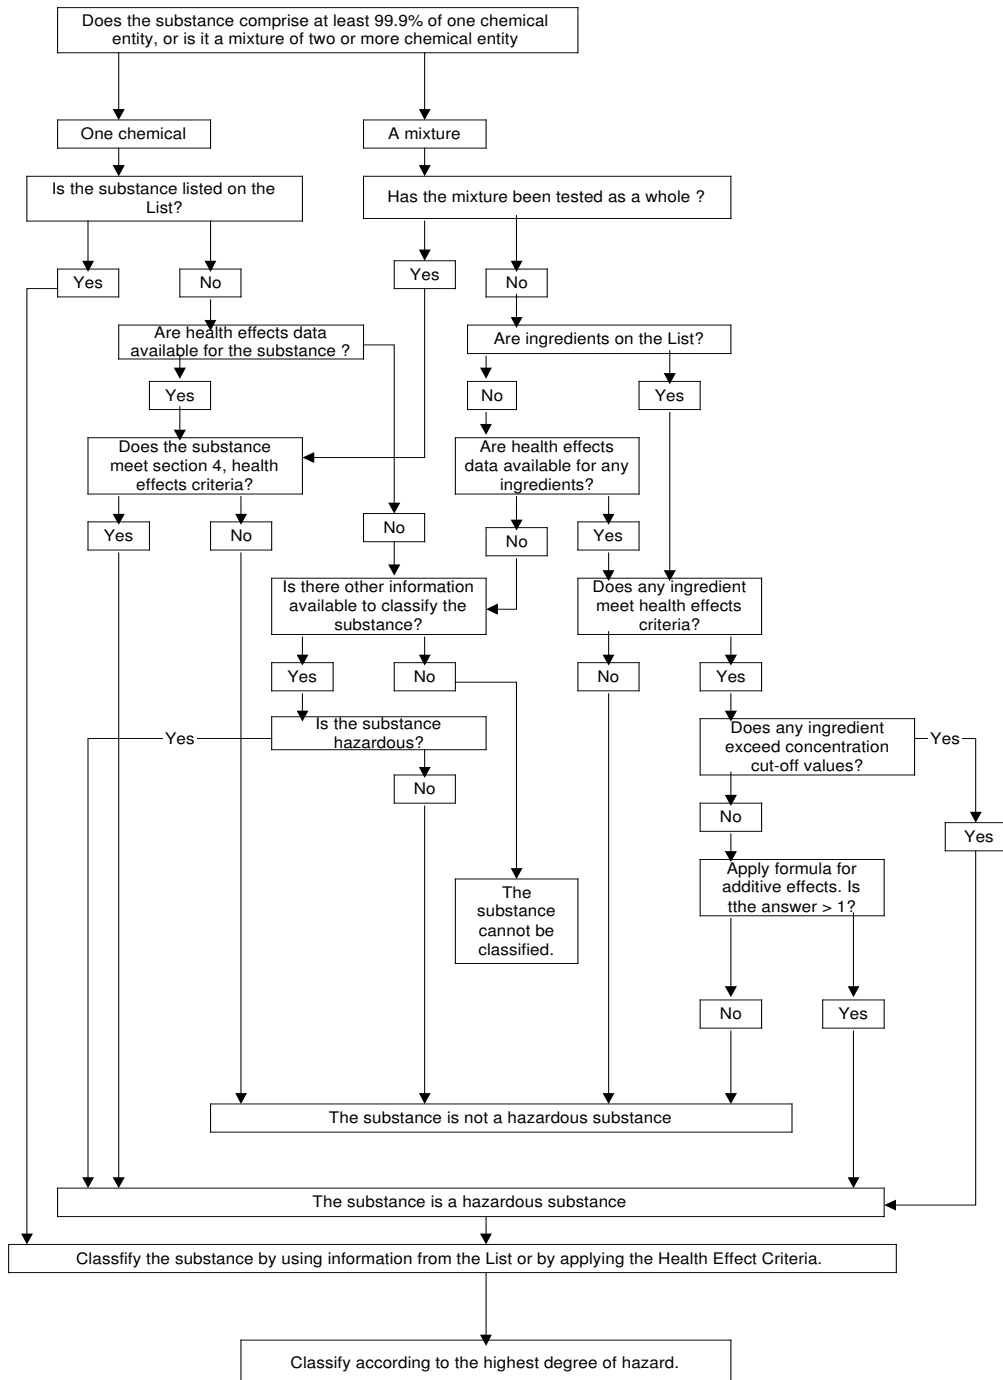 Does the substance comprise at least 99.9% of one chemical
entity, or is it a mixture of two or more chemical entity
One chemical
A mixture
Is the substance listed on the
List?
Has the mixture been tested as a whole ?
Yes
No
Yes
No
Are health effects data
available for the substance ?
Are ingredients on the List?
Yes
No
Yes
Does the substance
meet section 4, health
effects criteria?
Are health effects
data available for any
ingredients?
Yes
No
No
No
Yes
Is there other information
available to classify the
substance?
Does any ingredient
meet health effects
criteria?
Yes
No
No
Yes
Yes
Is the substance
hazardous?
Does any ingredient
exceed concentration
cut-off values?
Yes
No
No
Yes
Apply formula for
additive effects. Is
tthe answer > 1?
The
substance
cannot be
classified.
No
Yes
The substance is not a hazardous substance
The substance is a hazardous substance
Classfify the substance by using information from the List or by applying the Health Effect Criteria.
Classify according to the highest degree of hazard.